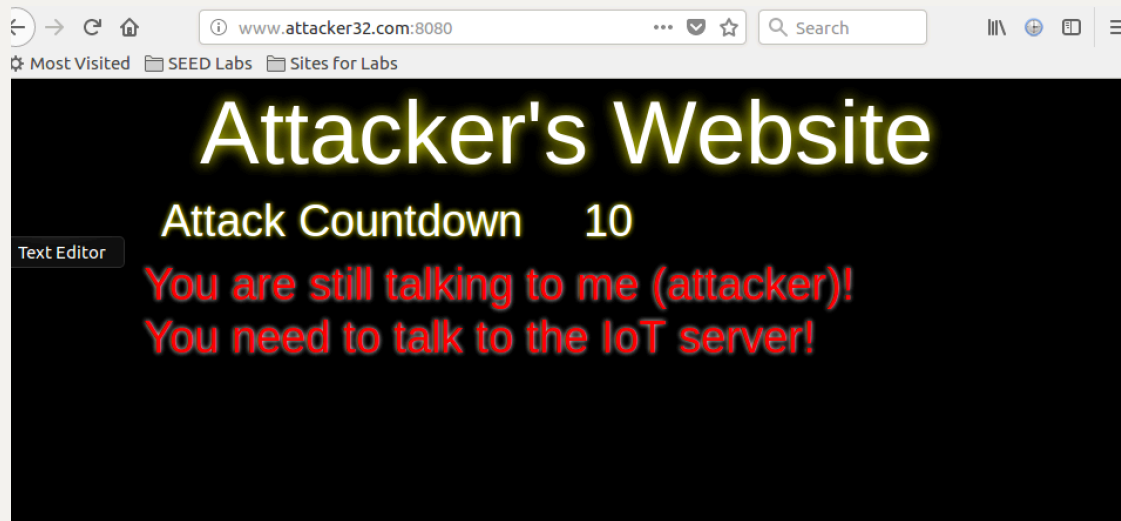 www.attacker32.com:8080
Search
Most Visited SEED Labs Sites for Labs
Attacker's Website
Attack Countdown 10
Text Editor
You are still talking to me (attacker)!
You need to talk to the IoT server!